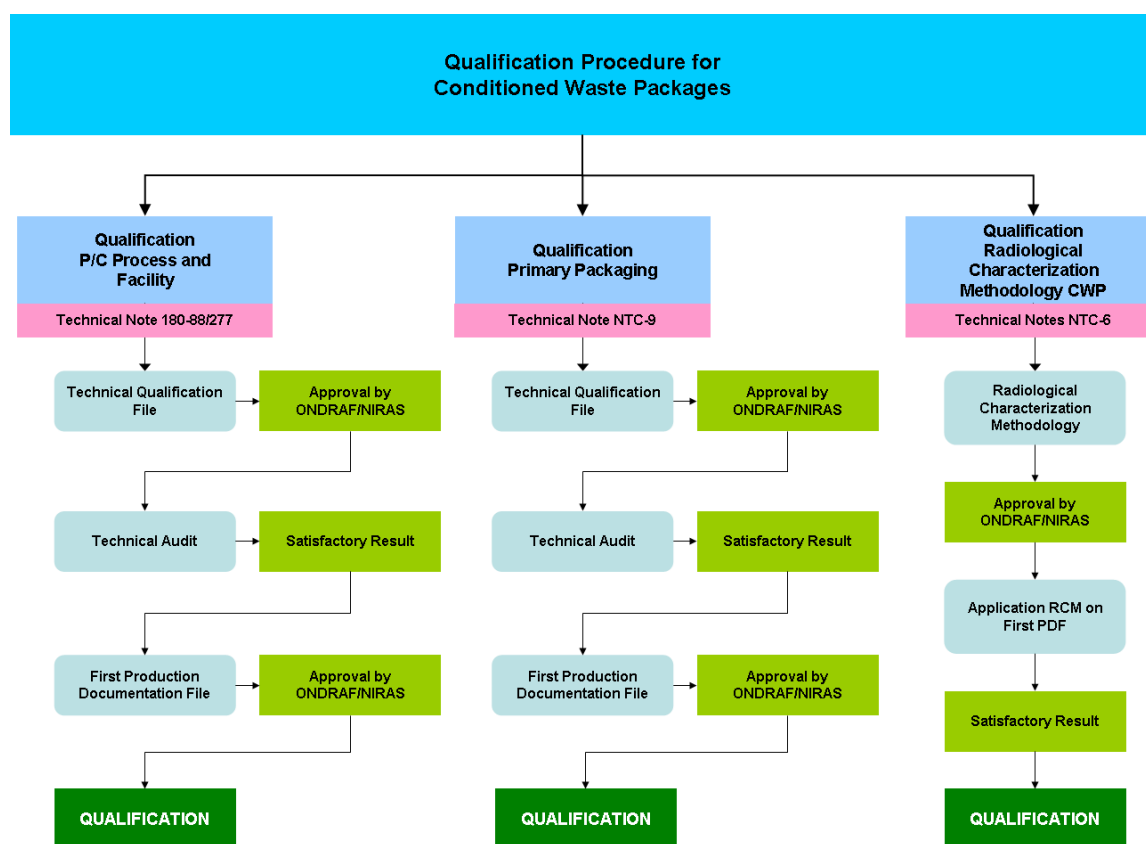 Qualification Procedure for
Conditioned Waste Packages
Qualification
P/C Process and
Facility
Technical Note 180-88/277
Technical Qualification
File
Approval by
ONDRAF/NIRAS
Technical Audit
Satisfactory Result
First Production
Documentation File
Approval by
ONDRAF/NIRAS
QUALIFICATION
Qualification
Primary Packaging
Technical Note NTC-9
Technical Qualification
File
Approval by
ONDRAF/NIRAS
Technical Audit
Satisfactory Result
First Production
Documentation File
Approval by
ONDRAF/NIRAS
QUALIFICATION
Qualification
Radiological
Characterization
Methodology CWP
Technical Notes NTC-6
Radiological
Characterization
Methodology
Approval by
ONDRAF/NIRAS
Application RCM on
First PDF
Satisfactory Result
QUALIFICATION